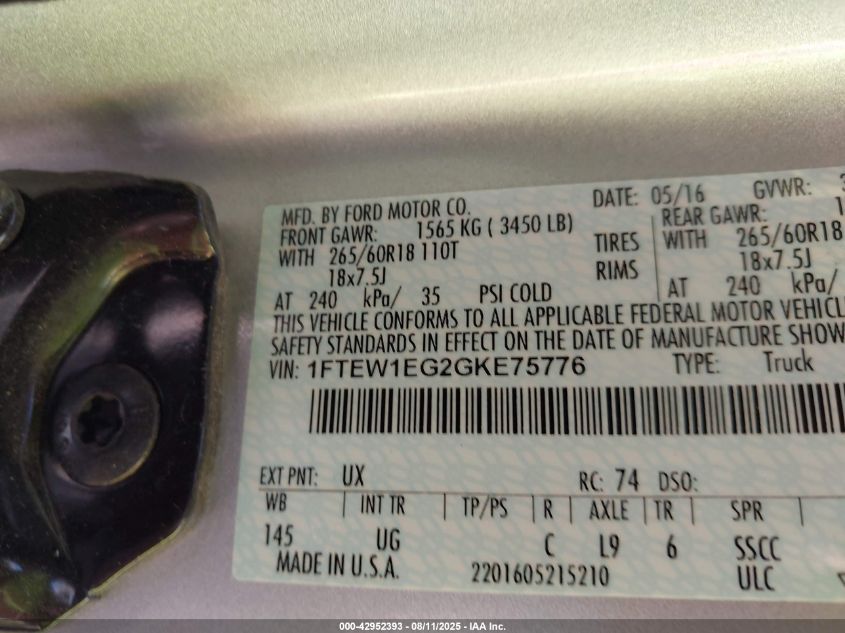 MFD. BY FORD MOTOR CO. DATE: 05/16 GVWR: 3
FRONT GAWR: 1565 KG ( 3450 LB) REAR GAWR: 1
WITH 265/60R18 110T TIRES WITH 265/60R18
18x7.5J RIMS 18x7.5J
AT 240 kPa/ 35 PSI COLD AT 240 kPa/
THIS VEHICLE CONFORMS TO ALL APPLICABLE FEDERAL MOTOR VEHICL
SAFETY STANDARDS IN EFFECT ON THE DATE OF MANUFACTURE SHOW
VIN: 1FTEW1EG2GKE75776 TYPE: Truck
EXT PNT: UX RC: 74 DSO:
WB | INT TR | TP/PS | R | AXLE | TR | SPR |
145 UG C L9 6 SSCC
MADE IN U.S.A. 2201605215210 ULC
000-42952393 - 08/11/2025 - IAA Inc.